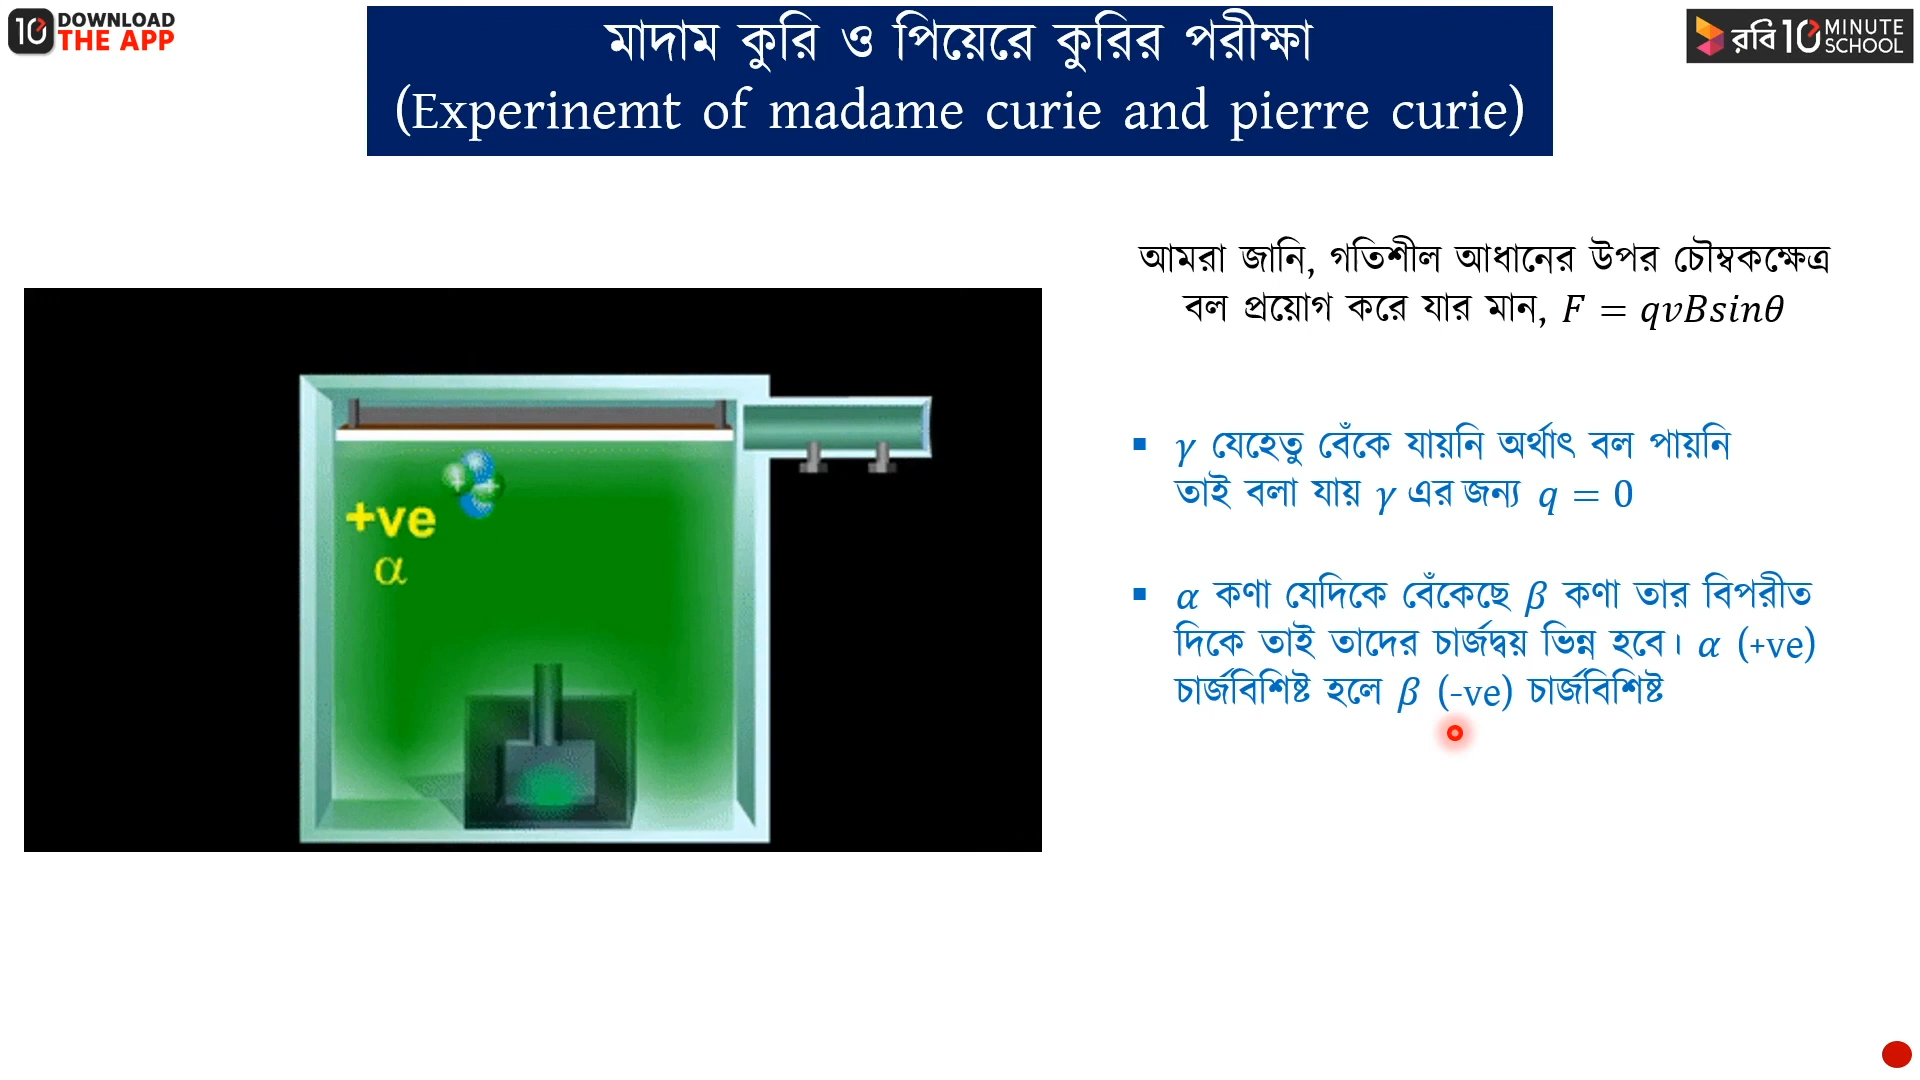 DOWNLOAD
THE APP
মাদাম কুরি ও পিয়েরে কুরির পরীক্ষা
(Experinemt of madame curie and pierre curie)
রবি 10 MINUTE SCHOOL
আমরা জানি, গতিশীল আধানের উপর চৌম্বকক্ষেত্র
বল প্রয়োগ করে যার মান, F = qvBsinθ
▪ γ যেহেতু বেঁকে যায়নি অর্থাৎ বল পায়নি
তাই বলা যায় γ এর জন্য q = 0
▪ α কণা যেদিকে বেঁকেছে β কণা তার বিপরীত
দিকে তাই তাদের চার্জদ্বয় ভিন্ন হবে। α (+ve)
চার্জবিশিষ্ট হলে β (-ve) চার্জবিশিষ্ট
+ve
α